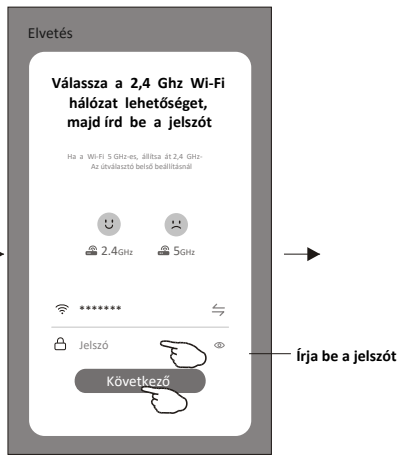 Elvetés
Válassza a 2,4 Ghz Wi-Fi
hálózat lehetőséget,
majd írd be a jelszót
Ha a Wi-Fi 5 GHz-es, állítsa át 2,4 GHz-
Az útválasztó belső beállításnál
2.4GHz 5GHz
*******
Jelszó
Írja be a jelszót
Következő